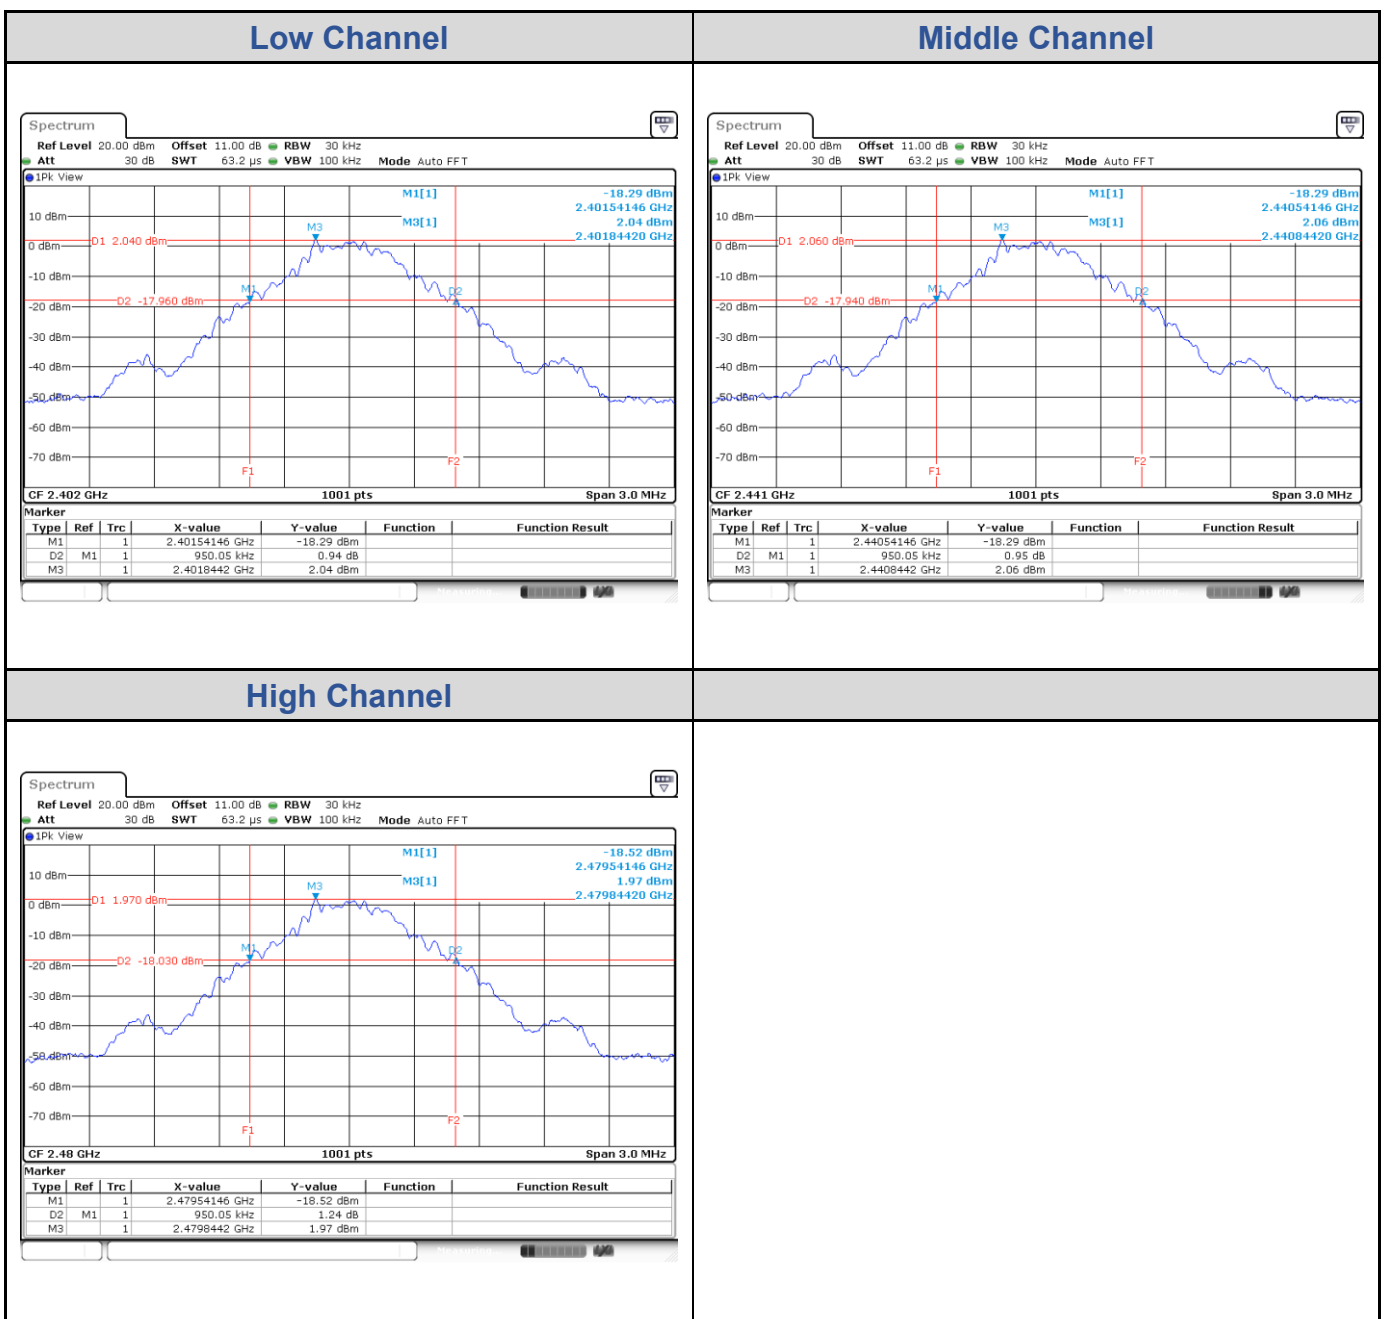 Low Channel
Middle Channel
Spectrum
Ref Level 20.00 dBm Offset 11.00 dB RBW 30 kHz
Att 30 dB SWT 63.2 µs VBW 100 kHz Mode Auto FFT
1Pk View
M1[1] -18.29 dBm
2.40154146 GHz
M3[1] 2.04 dBm
2.40184420 GHz
10 dBm
M3
D1 2.040 dBm
0 dBm
-10 dBm
M1
D2
D2 -17.960 dBm
-20 dBm
-30 dBm
-40 dBm
-50 dBm
-60 dBm
-70 dBm
F1
F2
CF 2.402 GHz 1001 pts Span 3.0 MHz
Marker
Type Ref Trc X-value Y-value Function Function Result
M1 1 2.40154146 GHz -18.29 dBm
D2 M1 1 950.05 kHz 0.94 dB
M3 1 2.4018442 GHz 2.04 dBm
Spectrum
Ref Level 20.00 dBm Offset 11.00 dB RBW 30 kHz
Att 30 dB SWT 63.2 µs VBW 100 kHz Mode Auto FFT
1Pk View
M1[1] -18.29 dBm
2.44054146 GHz
M3[1] 2.06 dBm
2.44084420 GHz
10 dBm
M3
D1 2.060 dBm
0 dBm
-10 dBm
M1
D2
D2 -17.940 dBm
-20 dBm
-30 dBm
-40 dBm
-50 dBm
-60 dBm
-70 dBm
F1
F2
CF 2.441 GHz 1001 pts Span 3.0 MHz
Marker
Type Ref Trc X-value Y-value Function Function Result
M1 1 2.44054146 GHz -18.29 dBm
D2 M1 1 950.05 kHz 0.95 dB
M3 1 2.4408442 GHz 2.06 dBm
High Channel
Spectrum
Ref Level 20.00 dBm Offset 11.00 dB RBW 30 kHz
Att 30 dB SWT 63.2 µs VBW 100 kHz Mode Auto FFT
1Pk View
M1[1] -18.52 dBm
2.47954146 GHz
M3[1] 1.97 dBm
2.47984420 GHz
10 dBm
M3
D1 1.970 dBm
0 dBm
-10 dBm
M1
D2
D2 -18.030 dBm
-20 dBm
-30 dBm
-40 dBm
-50 dBm
-60 dBm
-70 dBm
F1
F2
CF 2.48 GHz 1001 pts Span 3.0 MHz
Marker
Type Ref Trc X-value Y-value Function Function Result
M1 1 2.47954146 GHz -18.52 dBm
D2 M1 1 950.05 kHz 1.24 dB
M3 1 2.4798442 GHz 1.97 dBm